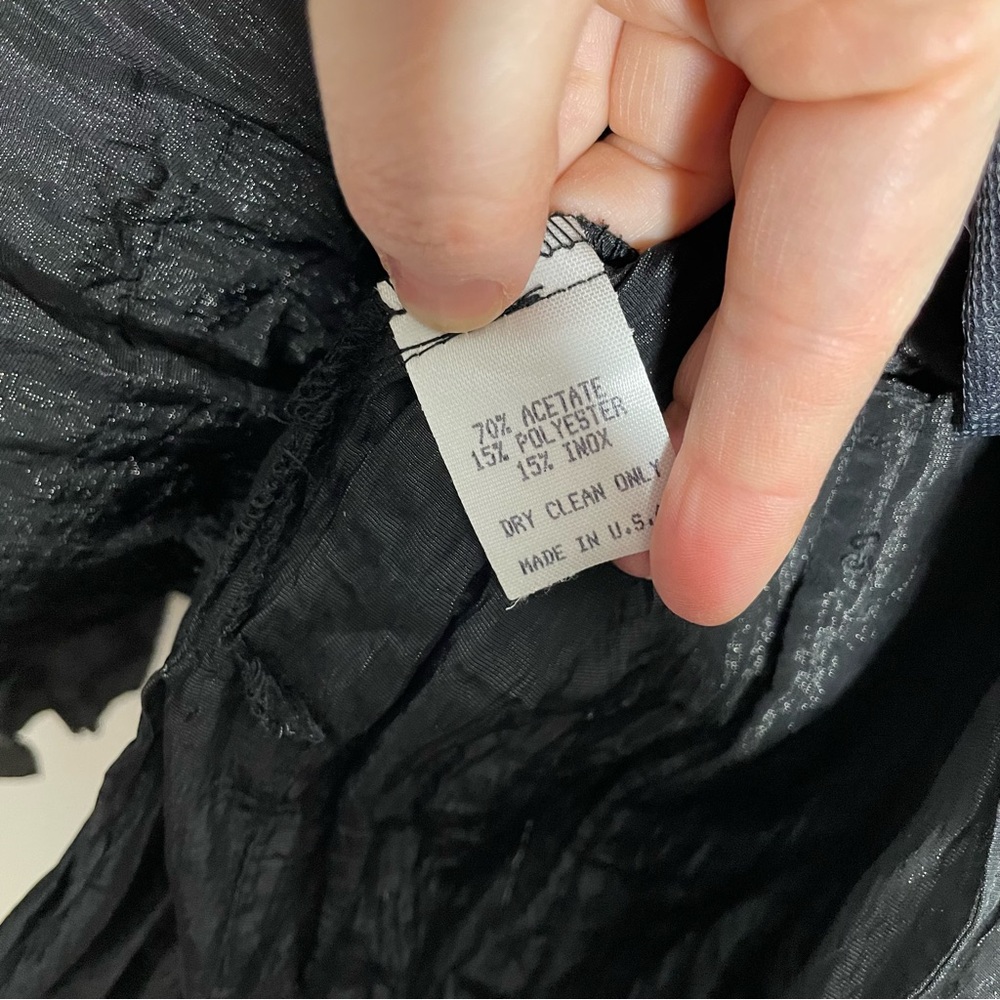 70% ACETATE
15% POLYESTER
15% INOX
DRY CLEAN ONLY
MADE IN U.S.